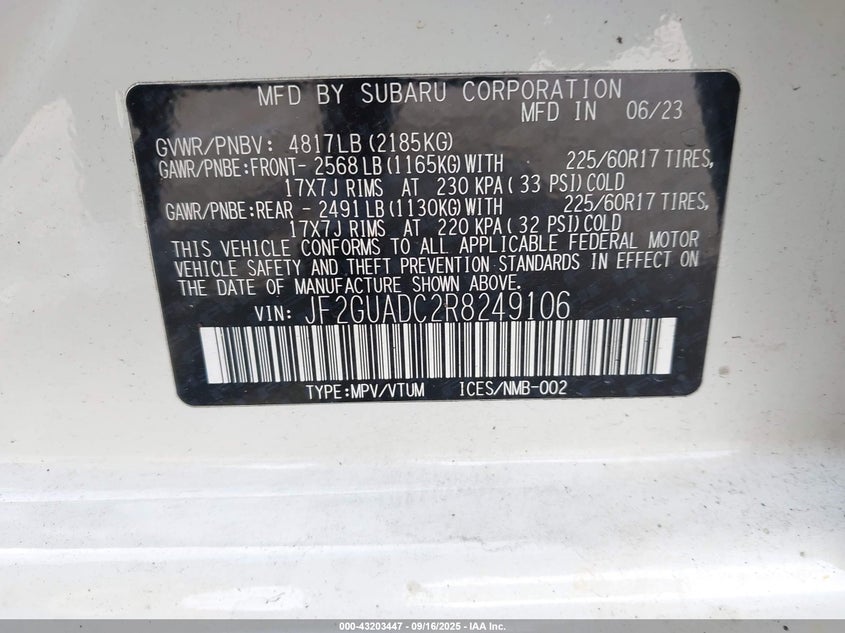 MFD BY SUBARU CORPORATION
MFD IN 06/23
GVWR/PNBV: 4817LB (2185KG)
GAWR/PNBE:FRONT- 2568 LB (1165KG) WITH 225/60R17 TIRES,
17X7J RIMS AT 230 KPA ( 33 PSI) COLD
GAWR/PNBE:REAR - 2491 LB (1130KG) WITH 225/60R17 TIRES,
17X7J RIMS AT 220 KPA ( 32 PSI) COLD
THIS VEHICLE CONFORMS TO ALL APPLICABLE FEDERAL MOTOR
VEHICLE SAFETY AND THEFT PREVENTION STANDARDS IN EFFECT ON
THE DATE OF MANUFACTURE SHOWN ABOVE.
VIN: JF2GUADC2R8249106
TYPE:MPV/VTUM ICES/NMB-002
000-43203447 - 09/16/2025 - IAA Inc.